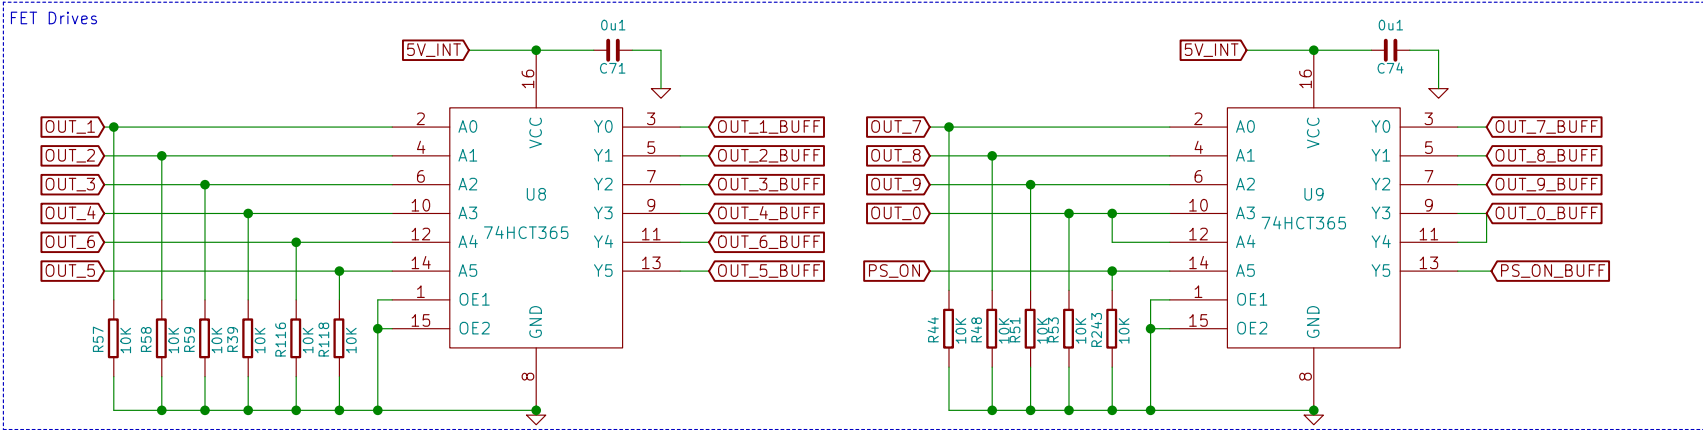 FET Drives
5V_INT
0u1
C71
16
OUT_1
2
A0
VCC
Y0
3
OUT_1_BUFF
OUT_2
4
A1
Y1
5
OUT_2_BUFF
OUT_3
6
A2
U8
Y2
7
OUT_3_BUFF
OUT_4
10
A3
74HCT365
Y3
9
OUT_4_BUFF
OUT_6
12
A4
Y4
11
OUT_6_BUFF
OUT_5
14
A5
Y5
13
OUT_5_BUFF
1
OE1
15
OE2
GND
8
R57
10K
R58
10K
R59
10K
R39
10K
R116
10K
R118
10K
5V_INT
0u1
C74
16
OUT_7
2
A0
VCC
Y0
3
OUT_7_BUFF
OUT_8
4
A1
Y1
5
OUT_8_BUFF
OUT_9
6
A2
U9
Y2
7
OUT_9_BUFF
OUT_0
10
A3
74HCT365
Y3
9
OUT_0_BUFF
12
A4
Y4
11
PS_ON
14
A5
Y5
13
PS_ON_BUFF
1
OE1
15
OE2
GND
8
R44
10K
R48
10K
R51
10K
R53
10K
R243
10K